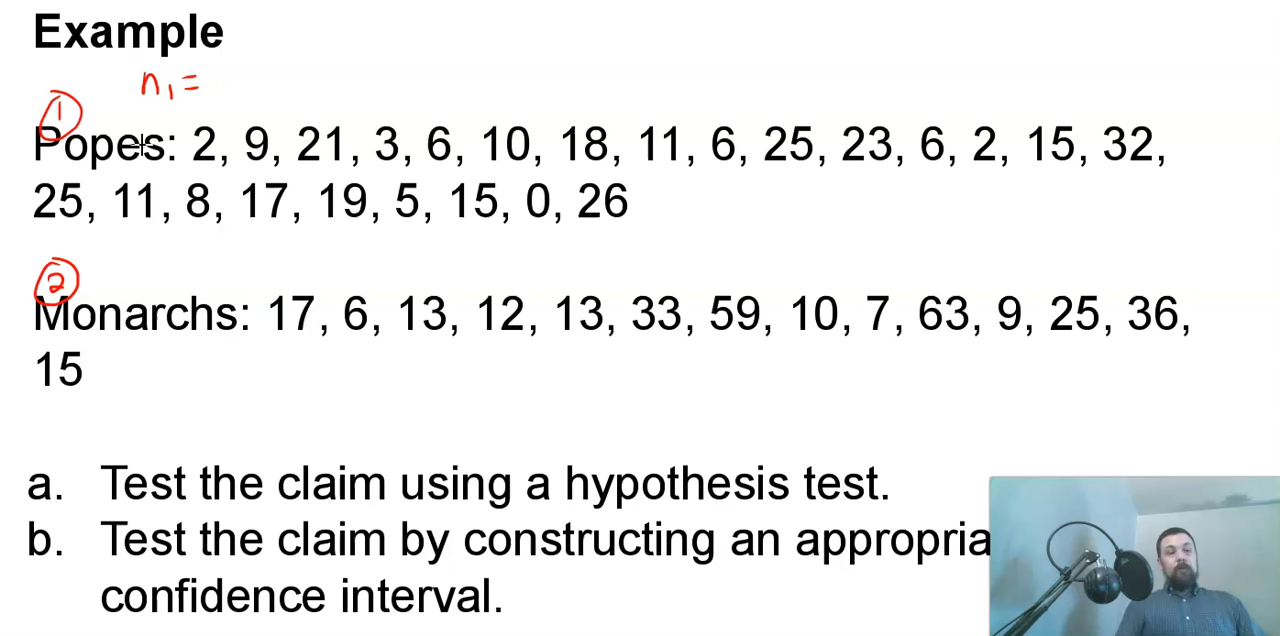 Example
n₁ =
①
Popes: 2, 9, 21, 3, 6, 10, 18, 11, 6, 25, 23, 6, 2, 15, 32,
25, 11, 8, 17, 19, 5, 15, 0, 26
②
Monarchs: 17, 6, 13, 12, 13, 33, 59, 10, 7, 63, 9, 25, 36,
15
a. Test the claim using a hypothesis test.
b. Test the claim by constructing an appropria
confidence interval.